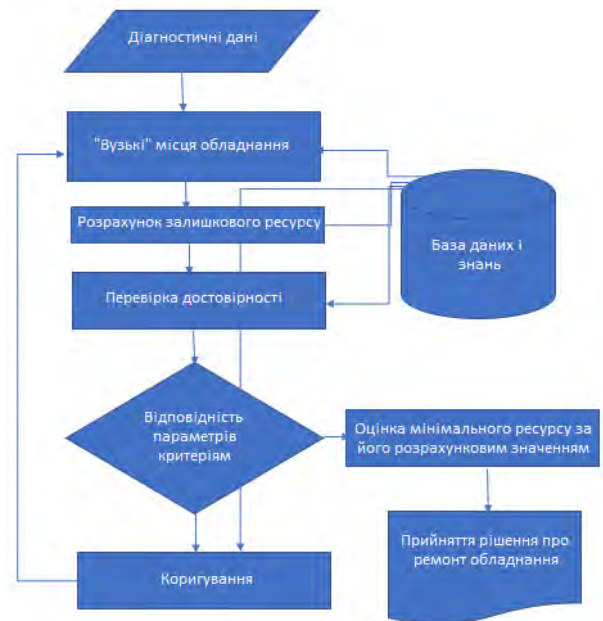 Діагностичні дані
"Вузькі" місця обладнання
Розрахунок залишкового ресурсу
База даних і
знань
Перевірка достовірності
Відповідність
параметрів
критеріям
Оцінка мінімального ресурсу за
його розрахунковим значенням
Прийняття рішення про
ремонт обладнання
Коригування